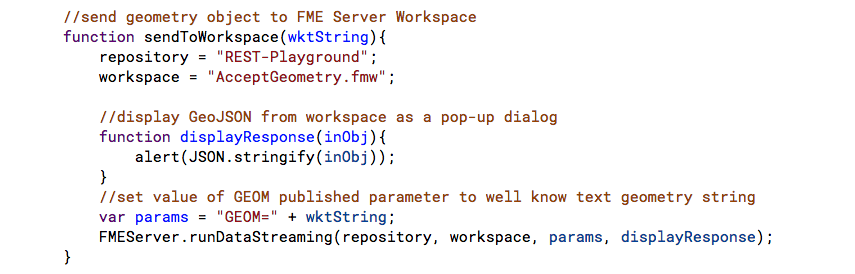 //send geometry object to FME Server Workspace
function sendToWorkspace(wktString){
    repository = "REST-Playground";
    workspace = "AcceptGeometry.fmw";

    //display GeoJSON from workspace as a pop-up dialog
    function displayResponse(inObj){
        alert(JSON.stringify(inObj));
    }
    //set value of GEOM published parameter to well know text geometry string
    var params = "GEOM=" + wktString;
    FMEServer.runDataStreaming(repository, workspace, params, displayResponse);
}